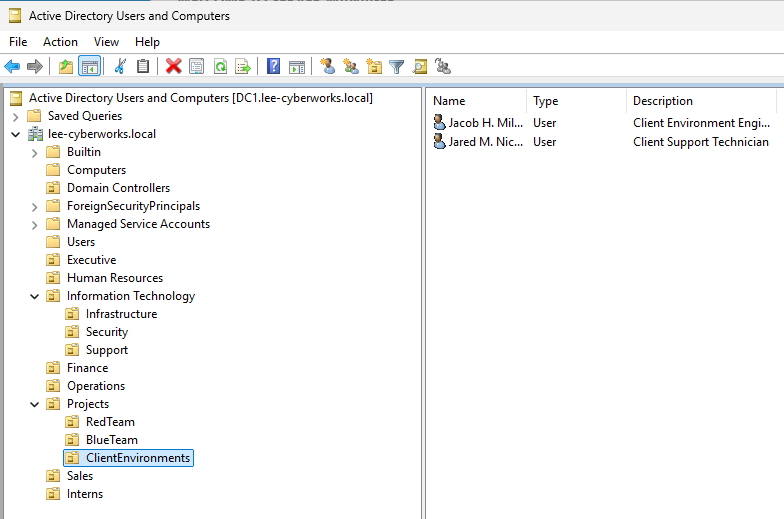 Active Directory Users and Computers
File Action View Help
Active Directory Users and Computers [DC1.lee-cyberworks.local]
Saved Queries
lee-cyberworks.local
Builtin
Computers
Domain Controllers
ForeignSecurityPrincipals
Managed Service Accounts
Users
Executive
Human Resources
Information Technology
Infrastructure
Security
Support
Finance
Operations
Projects
RedTeam
BlueTeam
ClientEnvironments
Sales
Interns
Name Type Description
Jacob H. Mil... User Client Environment Engi...
Jared M. Nic... User Client Support Technician